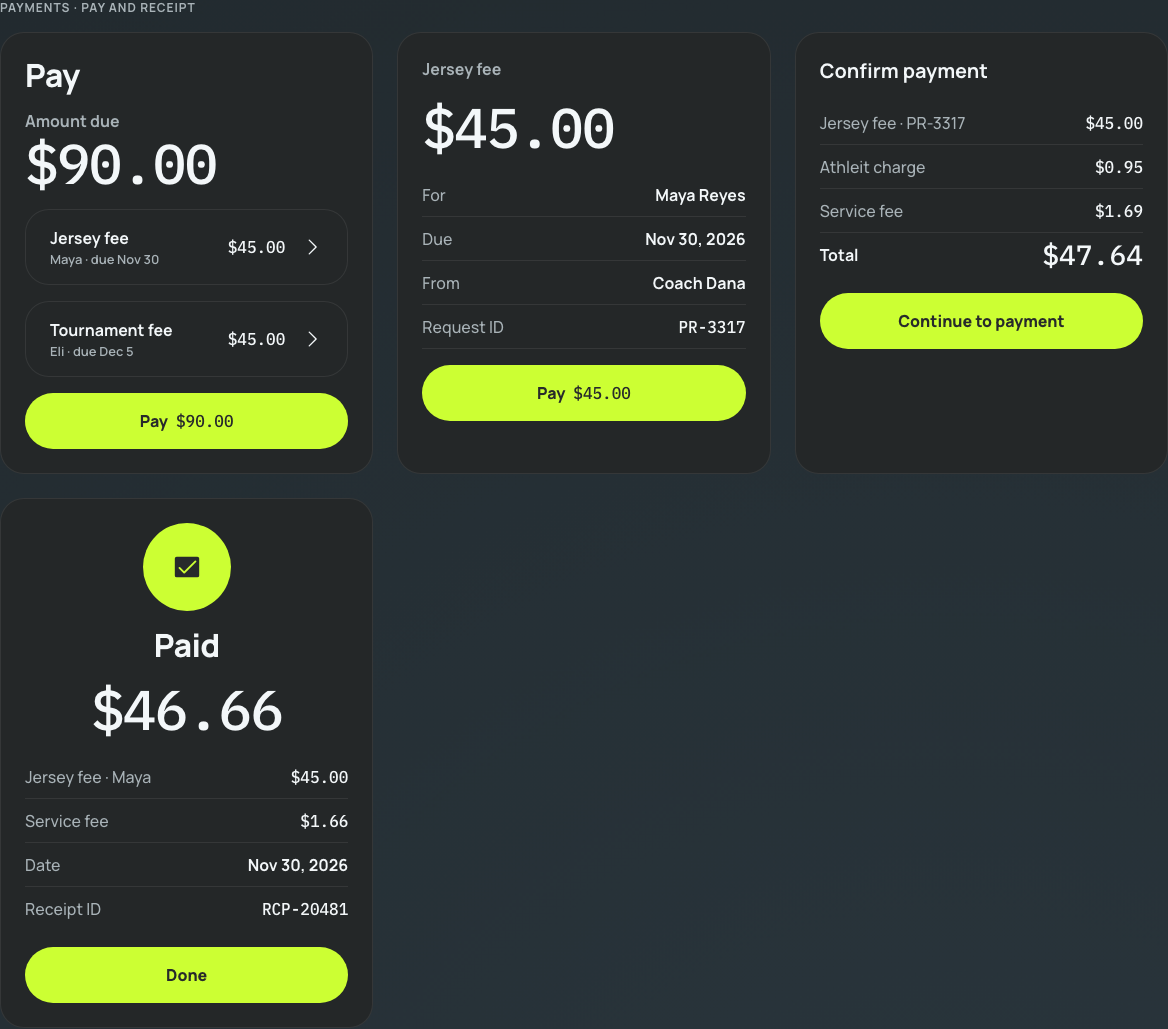 PAYMENTS · PAY AND RECEIPT
Pay
Amount due
$90.00
Jersey fee
Maya · due Nov 30
$45.00
Tournament fee
Eli · due Dec 5
$45.00
Pay $90.00
Jersey fee
$45.00
For Maya Reyes
Due Nov 30, 2026
From Coach Dana
Request ID PR-3317
Pay $45.00
Confirm payment
Jersey fee · PR-3317 $45.00
Athleit charge $0.95
Service fee $1.69
Total $47.64
Continue to payment
Paid
$46.66
Jersey fee · Maya $45.00
Service fee $1.66
Date Nov 30, 2026
Receipt ID RCP-20481
Done